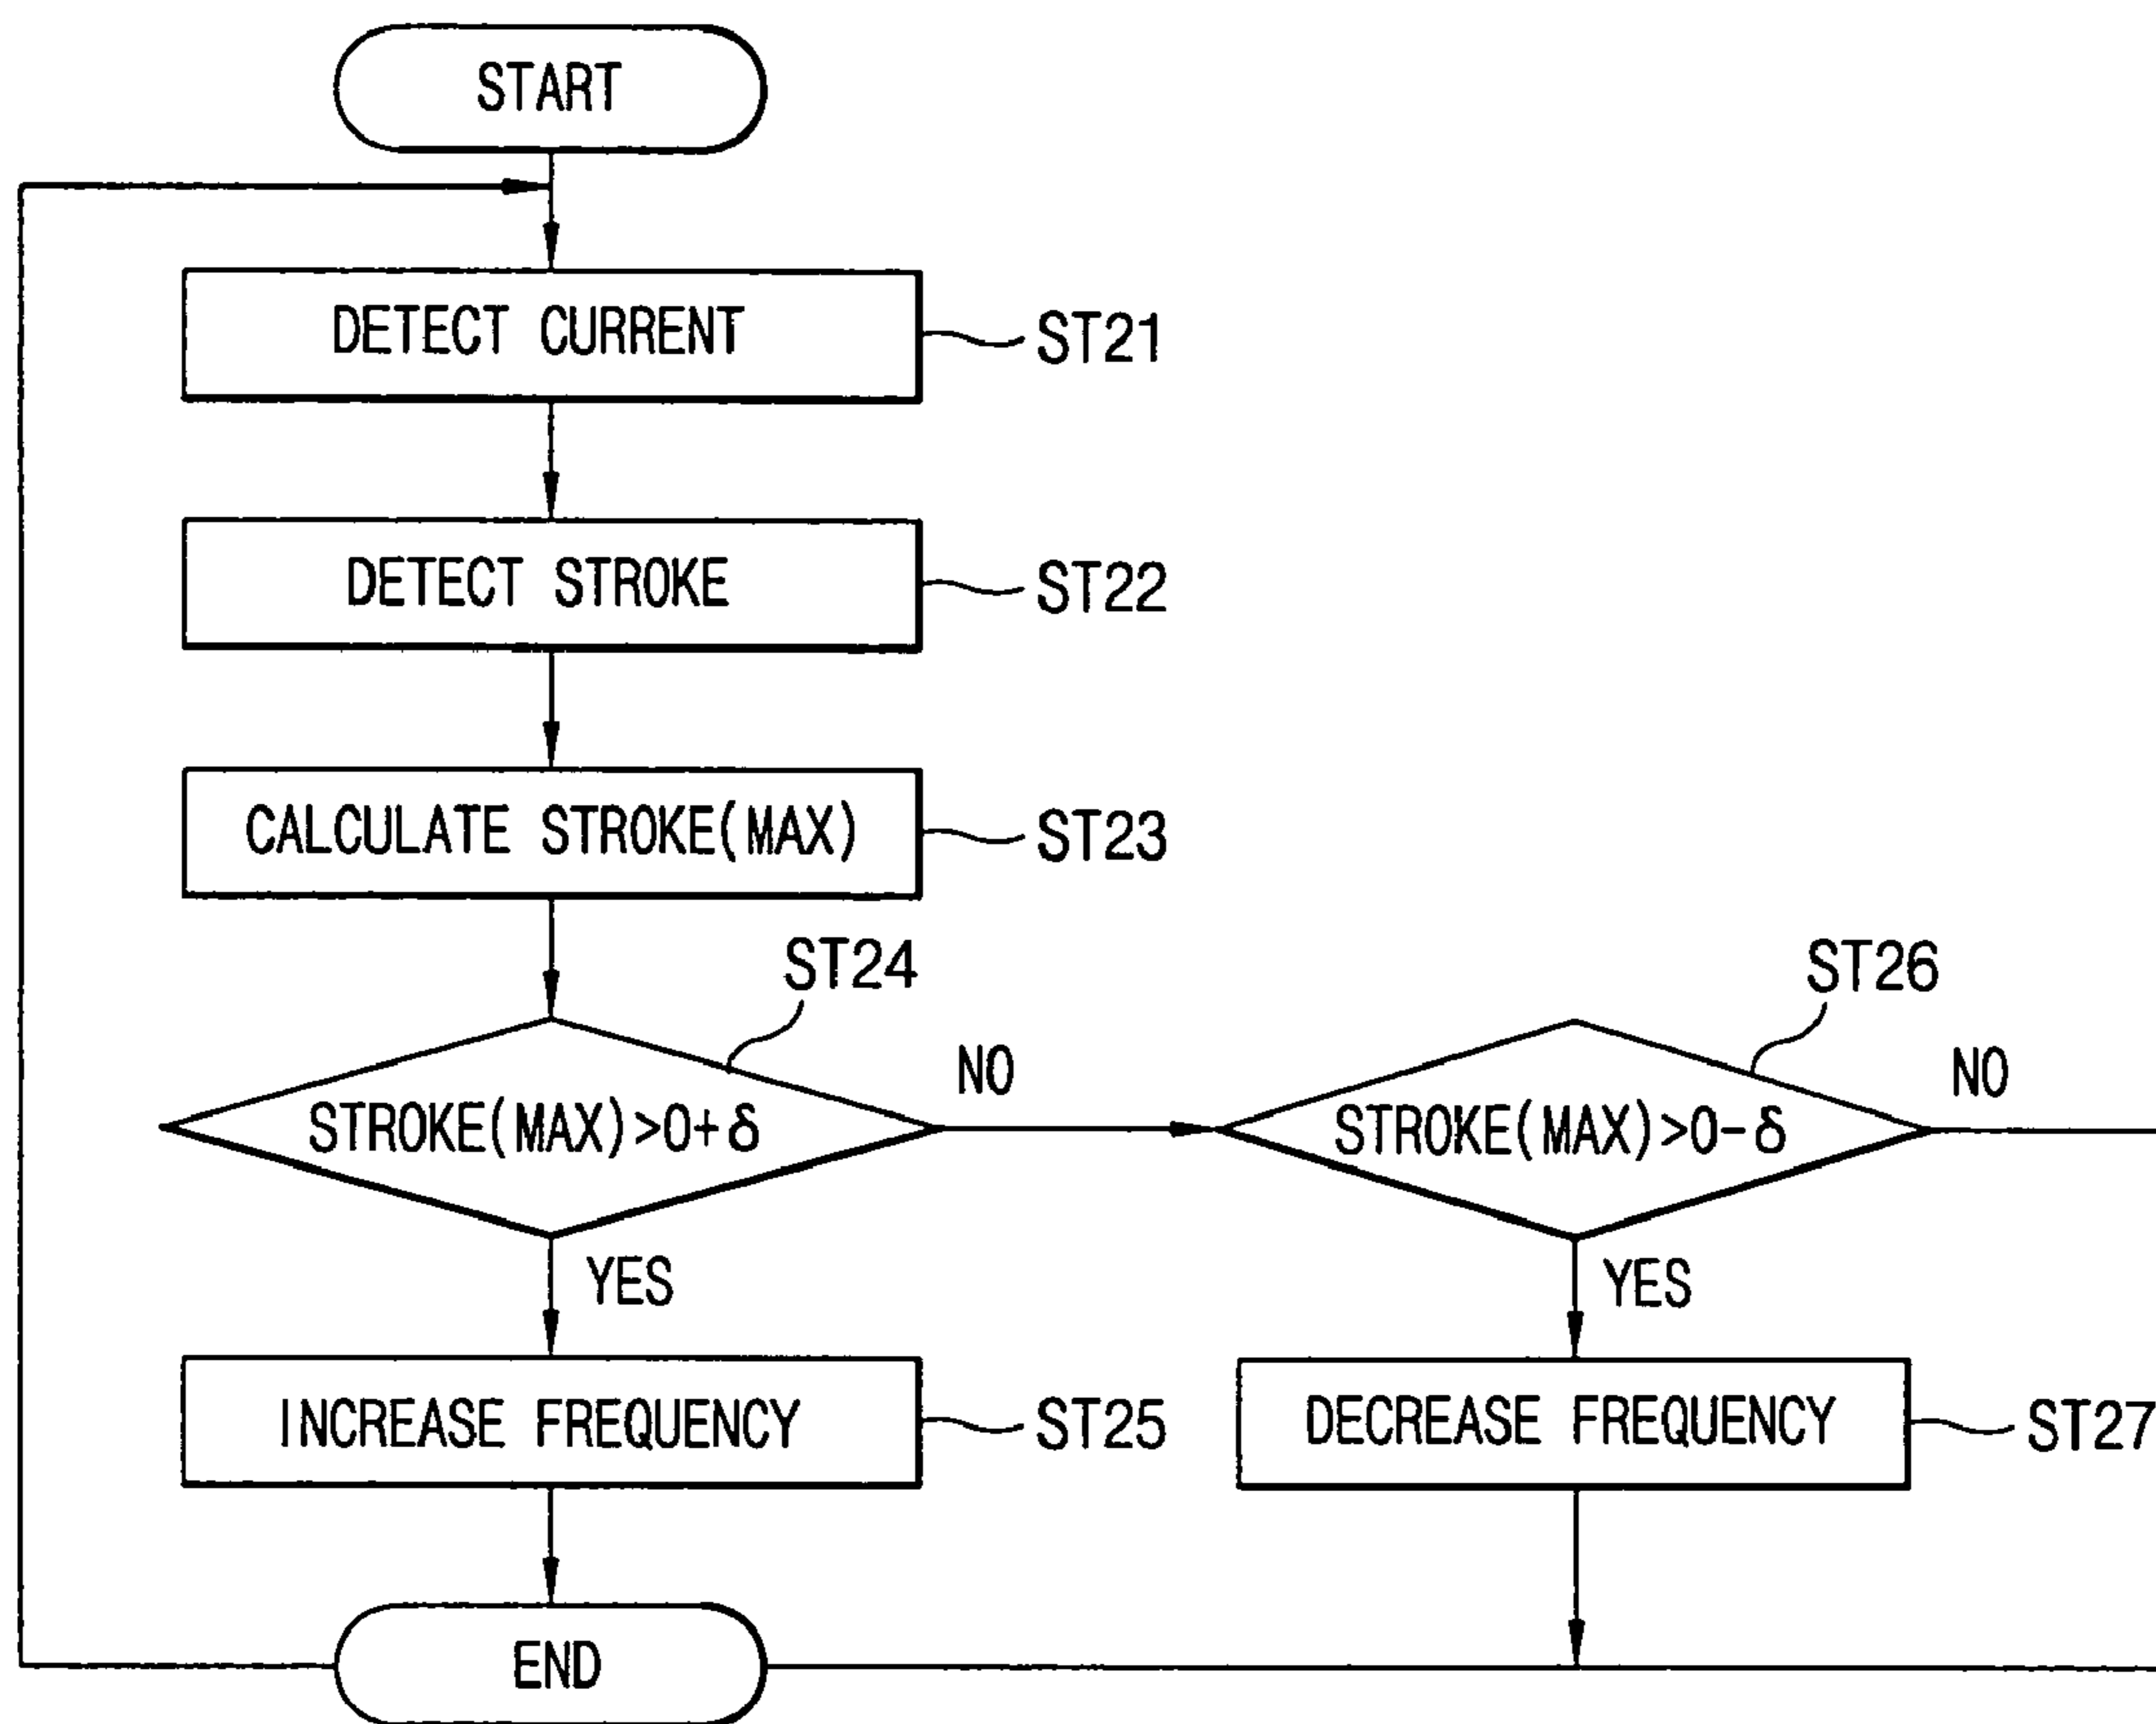 START
DETECT CURRENT
ST21
DETECT STROKE
ST22
CALCULATE STROKE(MAX)
ST23
ST24
STROKE(MAX)>0+δ
NO
YES
ST26
STROKE(MAX)>0-δ
NO
YES
INCREASE FREQUENCY
ST25
DECREASE FREQUENCY
ST27
END